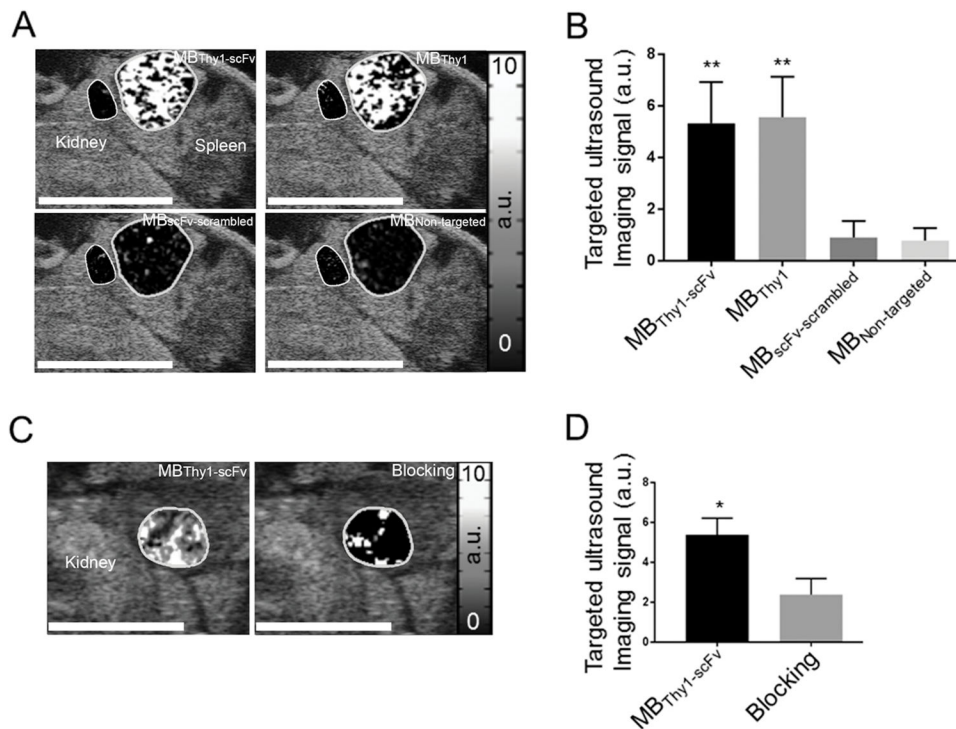 A
MBThy1-scFv
Kidney
Spleen
MBThy1
10
a.u.
0
MBscFv-scrambled
MBNon-targeted
B
Targeted ultrasound
Imaging signal (a.u.)
8
6
4
2
0
**
**
MBThy1-scFv
MBThy1
MBscFv-scrambled
MBNon-targeted
C
MBThy1-scFv
Kidney
Blocking
10
a.u.
0
D
Targeted ultrasound
Imaging signal (a.u.)
8
6
4
2
0
*
MBThy1-scFv
Blocking